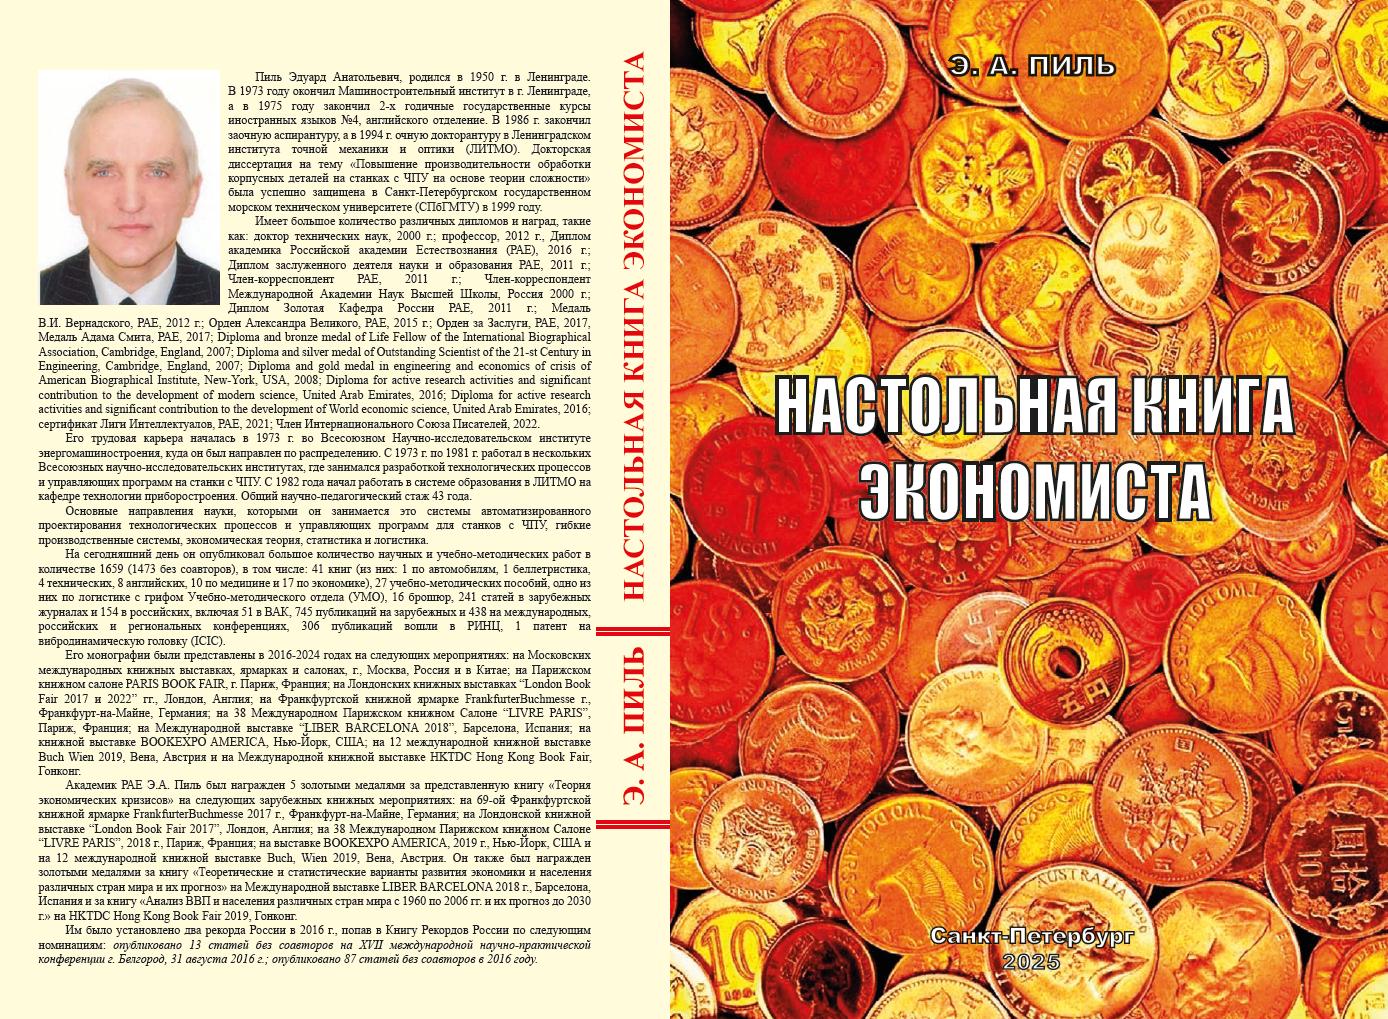 Пиль Эдуард Анатольевич, родился в 1950 г. в Ленинграде.
В 1973 году окончил Машиностроительный институт в г. Ленинграде,
а в 1975 году закончил 2-х годичные государственные курсы
иностранных языков №4, английского отделение. В 1986 г. закончил
заочную аспирантуру, а в 1994 г. очную докторантуру в Ленинградском
института точной механики и оптики (ЛИТМО). Докторская
диссертация на тему «Повышение производительности обработки
корпусных деталей на станках с ЧПУ на основе теории сложности»
была успешно защищена в Санкт-Петербургском государственном
морском техническом университете (СПбГМТУ) в 1999 году.
Имеет большое количество различных дипломов и наград, такие
как: доктор технических наук, 2000 г.; профессор, 2012 г., Диплом
академика Российской академии Естествознания (РАЕ), 2016 г.;
Диплом заслуженного деятеля науки и образования РАЕ, 2011 г.;
Член-корреспондент РАЕ, 2011 г.; Член-корреспондент
Международной Академии Наук Высшей Школы, Россия 2000 г.;
Диплом Золотая Кафедра России РАЕ, 2011 г.; Медаль
В.И. Вернадского, РАЕ, 2012 г.; Орден Александра Великого, РАЕ, 2015 г.; Орден за Заслуги, РАЕ, 2017,
Медаль Адама Смита, РАЕ, 2017; Diploma and bronze medal of Life Fellow of the International Biographical
Association, Cambridge, England, 2007; Diploma and silver medal of Outstanding Scientist of the 21-st Century in
Engineering, Cambridge, England, 2007; Diploma and gold medal in engineering and economics of crisis of
American Biographical Institute, New-York, USA, 2008; Diploma for active research activities and significant
contribution to the development of modern science, United Arab Emirates, 2016; Diploma for active research
activities and significant contribution to the development of World economic science, United Arab Emirates, 2016;
сертификат Лиги Интеллектуалов, РАЕ, 2021; Член Интернационального Союза Писателей, 2022.
Его трудовая карьера началась в 1973 г. во Всесоюзном Научно-исследовательском институте
энергомашиностроения, куда он был направлен по распределению. С 1973 г. по 1981 г. работал в нескольких
Всесоюзных научно-исследовательских институтах, где занимался разработкой технологических процессов
и управляющих программ на станки с ЧПУ. С 1982 года начал работать в системе образования в ЛИТМО на
кафедре технологии приборостроения. Общий научно-педагогический стаж 43 года.
Основные направления науки, которыми он занимается это системы автоматизированного
проектирования технологических процессов и управляющих программ для станков с ЧПУ, гибкие
производственные системы, экономическая теория, статистика и логистика.
На сегодняшний день он опубликовал большое количество научных и учебно-методических работ в
количестве 1659 (1473 без соавторов), в том числе: 41 книг (из них: 1 по автомобилям, 1 беллетристика,
4 технических, 8 английских, 10 по медицине и 17 по экономике), 27 учебно-методических пособий, одно из
них по логистике с грифом Учебно-методического отдела (УМО), 16 брошюр, 241 статей в зарубежных
журналах и 154 в российских, включая 51 в ВАК, 745 публикаций на зарубежных и 438 на международных,
российских и региональных конференциях, 306 публикаций вошли в РИНЦ, 1 патент на
вибродинамическую головку (ICIC).
Его монографии были представлены в 2016-2024 годах на следующих мероприятиях: на Московских
международных книжных выставках, ярмарках и салонах, г., Москва, Россия и в Китае; на Парижском
книжном салоне PARIS BOOK FAIR, г. Париж, Франция; на Лондонских книжных выставках “London Book
Fair 2017 и 2022” гг., Лондон, Англия; на Франкфуртской книжной ярмарке FrankfurterBuchmesse г.,
Франкфурт-на-Майне, Германия; на 38 Международном Парижском книжном Салоне “LIVRE PARIS”,
Париж, Франция; на Международной выставке “LIBER BARCELONA 2018”, Барселона, Испания; на
книжной выставке BOOKEXPO AMERICA, Нью-Йорк, США; на 12 международной книжной выставке
Buch Wien 2019, Вена, Австрия и на Международной книжной выставке HKTDC Hong Kong Book Fair,
Гонконг.
Академик РАЕ Э.А. Пиль был награжден 5 золотыми медалями за представленную книгу «Теория
экономических кризисов» на следующих зарубежных книжных мероприятиях: на 69-ой Франкфуртской
книжной ярмарке FrankfurterBuchmesse 2017 г., Франкфурт-на-Майне, Германия; на Лондонской книжной
выставке “London Book Fair 2017”, Лондон, Англия; на 38 Международном Парижском книжном Салоне
“LIVRE PARIS”, 2018 г., Париж, Франция; на выставке BOOKEXPO AMERICA, 2019 г., Нью-Йорк, США и
на 12 международной книжной выставке Buch, Wien 2019, Вена, Австрия. Он также был награжден
золотыми медалями за книгу «Теоретические и статистические варианты развития экономики и населения
различных стран мира и их прогноз» на Международной выставке LIBER BARCELONA 2018 г., Барселона,
Испания и за книгу «Анализ ВВП и населения различных стран мира с 1960 по 2006 гг. и их прогноз до 2030
г.» на HKTDC Hong Kong Book Fair 2019, Гонконг.
Им было установлено два рекорда России в 2016 г., попав в Книгу Рекордов России по следующим
номинациям: опубликовано 13 статей без соавторов на XVII международной научно-практической
конференции г. Белгород, 31 августа 2016 г.; опубликовано 87 статей без соавторов в 2016 году.
Э. А. ПИЛЬ НАСТОЛЬНАЯ КНИГА ЭКОНОМИСТА
Э. А. ПИЛЬ
НАСТОЛЬНАЯ КНИГА
ЭКОНОМИСТА
Санкт-Петербург
2025